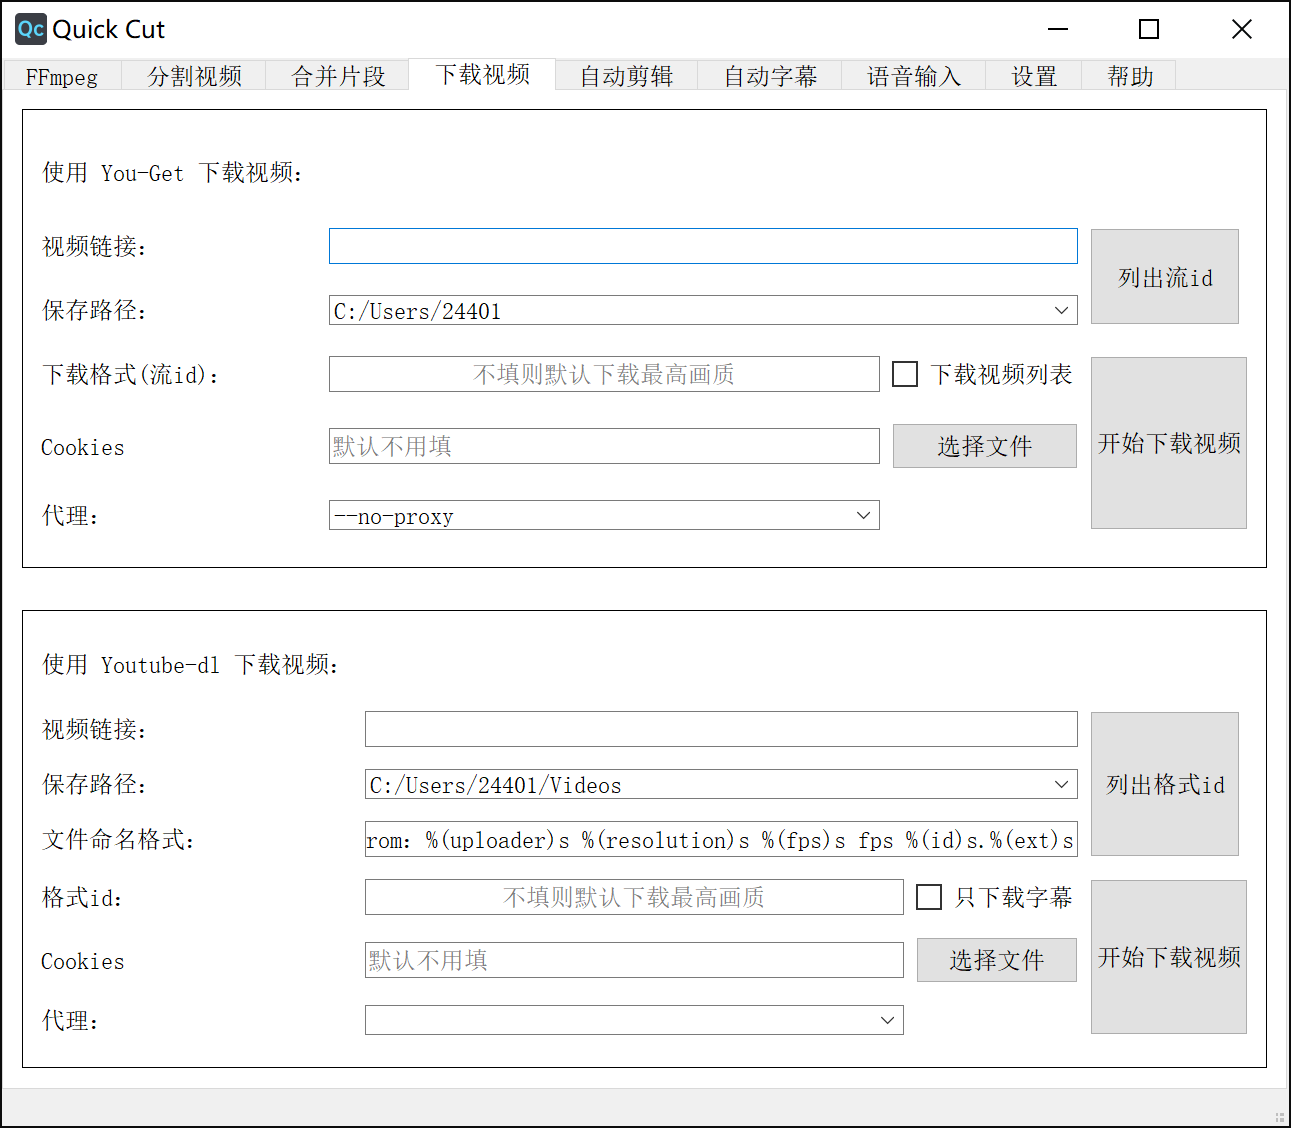 Qc Quick Cut
FFmpeg 分割视频 合并片段 下载视频 自动剪辑 自动字幕 语音输入 设置 帮助
使用 You-Get 下载视频:
视频链接:
列出流id
保存路径: C:/Users/24401
下载格式(流id): 不填则默认下载最高画质 下载视频列表
开始下载视频
Cookies 默认不用填 选择文件
代理: --no-proxy
使用 Youtube-dl 下载视频:
视频链接:
保存路径: C:/Users/24401/Videos 列出格式id
文件命名格式: rom: %(uploader)s %(resolution)s %(fps)s fps %(id)s.%(ext)s
格式id: 不填则默认下载最高画质 只下载字幕
Cookies 默认不用填 选择文件 开始下载视频
代理: